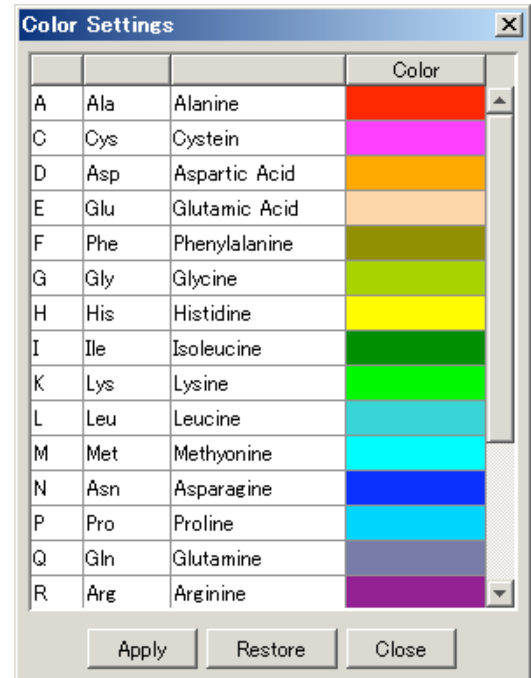 Color Settings
Color
A Ala Alanine
C Cys Cystein
D Asp Aspartic Acid
E Glu Glutamic Acid
F Phe Phenylalanine
G Gly Glycine
H His Histidine
I Ile Isoleucine
K Lys Lysine
L Leu Leucine
M Met Methyonine
N Asn Asparagine
P Pro Proline
Q Gln Glutamine
R Arg Arginine
Apply Restore Close